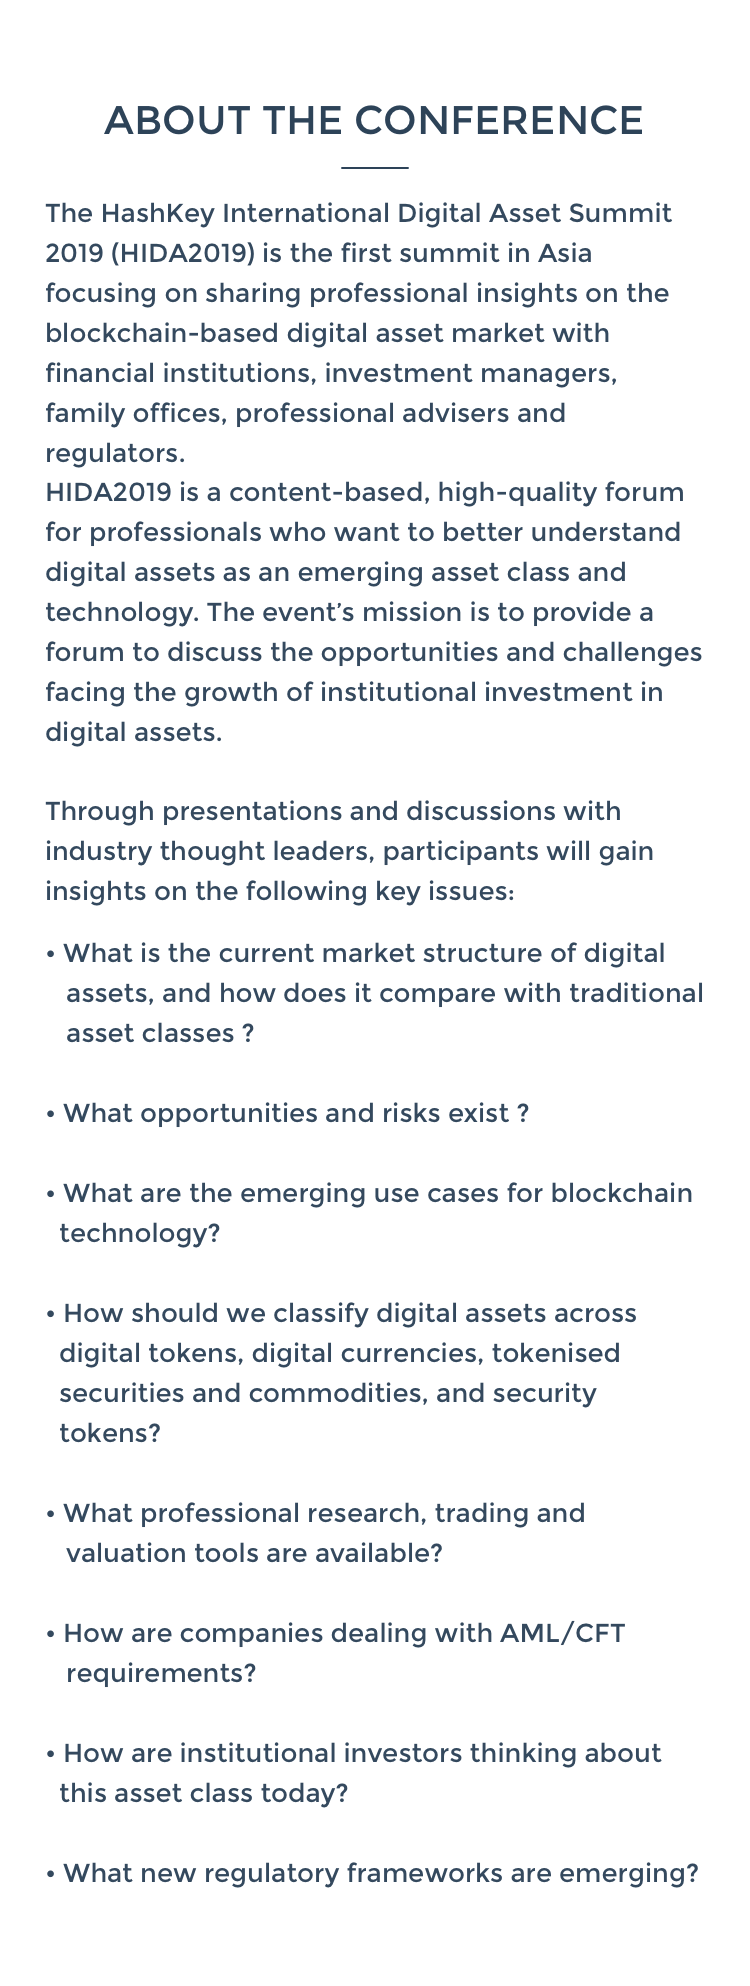 ABOUT THE CONFERENCE
The HashKey International Digital Asset Summit
2019 (HIDA2019) is the first summit in Asia
focusing on sharing professional insights on the
blockchain-based digital asset market with
financial institutions, investment managers,
family offices, professional advisers and
regulators.
HIDA2019 is a content-based, high-quality forum
for professionals who want to better understand
digital assets as an emerging asset class and
technology. The event’s mission is to provide a
forum to discuss the opportunities and challenges
facing the growth of institutional investment in
digital assets.
Through presentations and discussions with
industry thought leaders, participants will gain
insights on the following key issues:
• What is the current market structure of digital
assets, and how does it compare with traditional
asset classes ?
• What opportunities and risks exist ?
• What are the emerging use cases for blockchain
technology?
• How should we classify digital assets across
digital tokens, digital currencies, tokenised
securities and commodities, and security
tokens?
• What professional research, trading and
valuation tools are available?
• How are companies dealing with AML/CFT
requirements?
• How are institutional investors thinking about
this asset class today?
• What new regulatory frameworks are emerging?